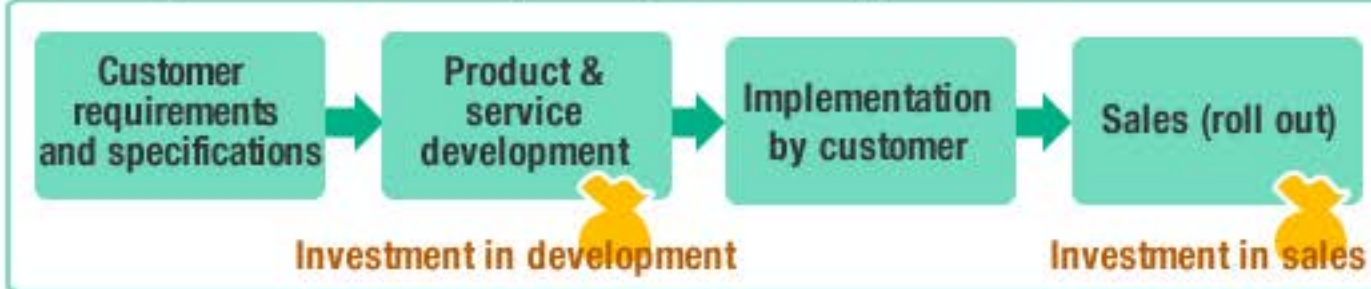 Customer
requirements
and specifications
Product &
service
development
Implementation
by customer
Sales (roll out)
Investment in development
Investment in sales